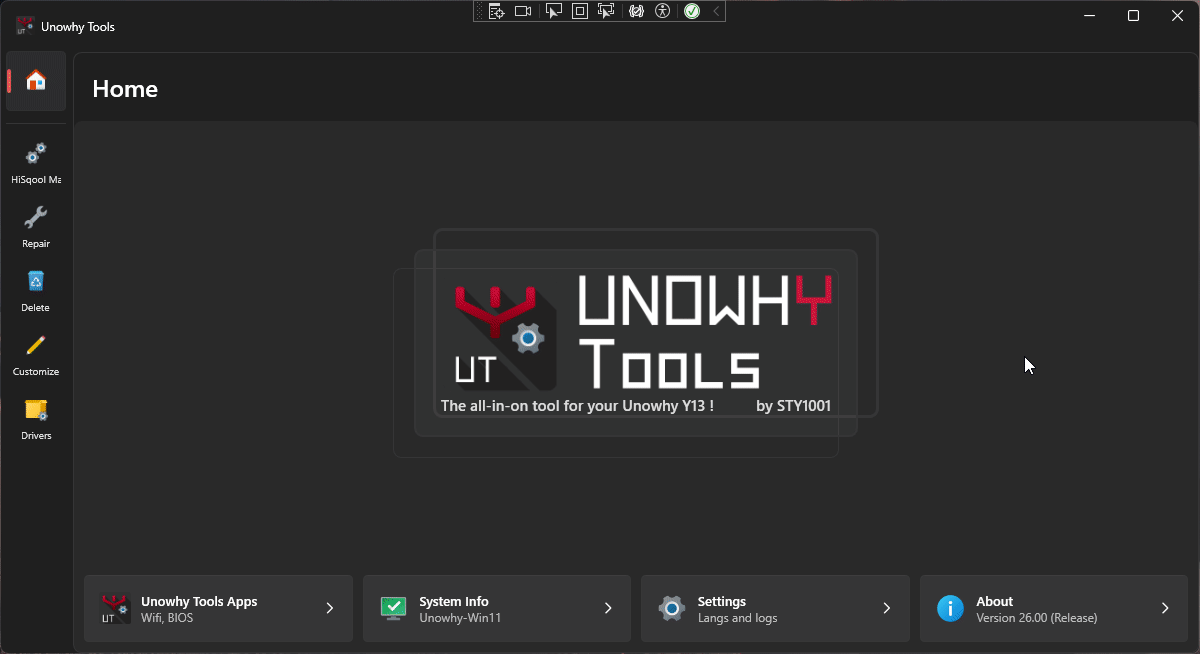 Unowhy Tools
Home
HiSqool Ma
Repair
Delete
Customize
Drivers
UT
UNOWHY
TOOLS
The all-in-on tool for your Unowhy Y13 !
by STY1001
Unowhy Tools Apps
Wifi, BIOS
System Info
Unowhy-Win11
Settings
Langs and logs
About
Version 26.00 (Release)